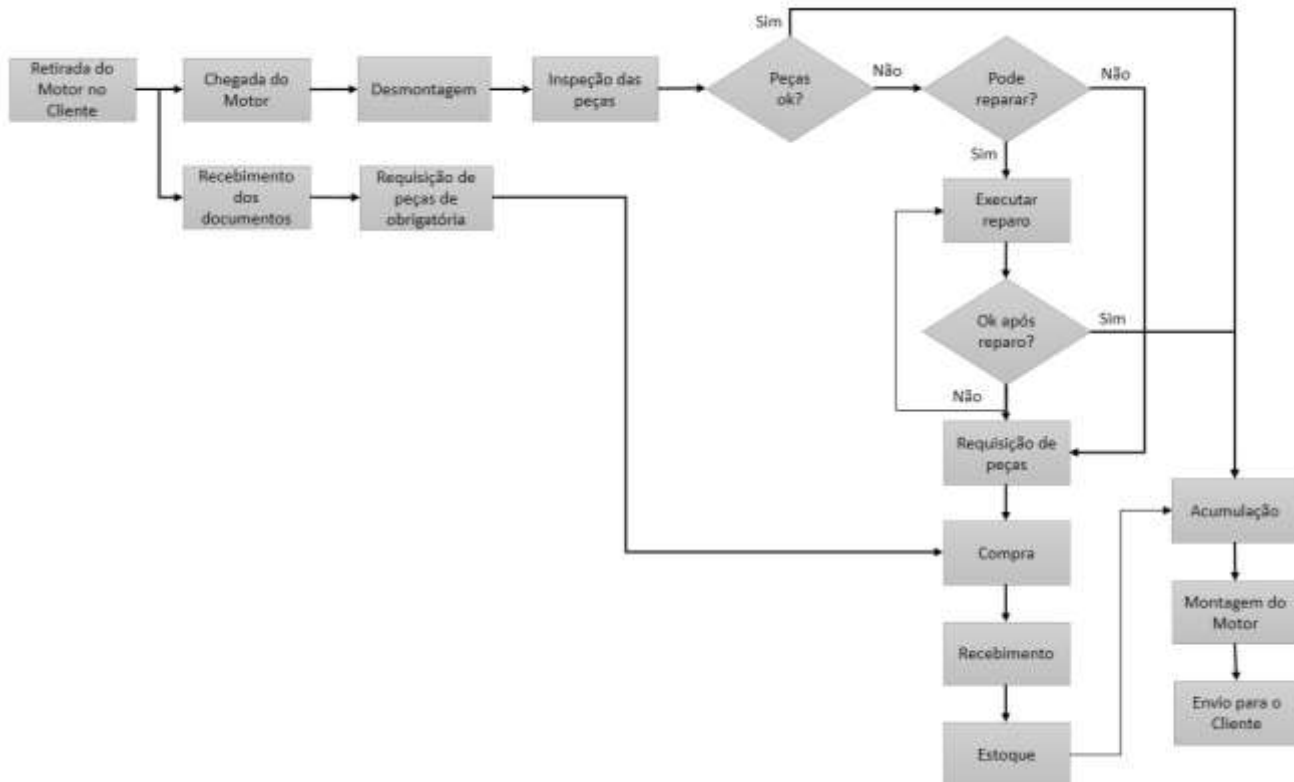 Sim
Retirada do
Motor no
Cliente
Chegada do
Motor
Desmontagem
Inspeção das
peças
Peças
ok?
Não
Pode
reparar?
Não
Sim
Recebimento
dos
documentos
Requisição de
peças de
obrigatória
Executar
reparo
Ok após
reparo?
Sim
Não
Requisição de
peças
Acumulação
Compra
Montagem do
Motor
Recebimento
Envio para o
Cliente
Estoque